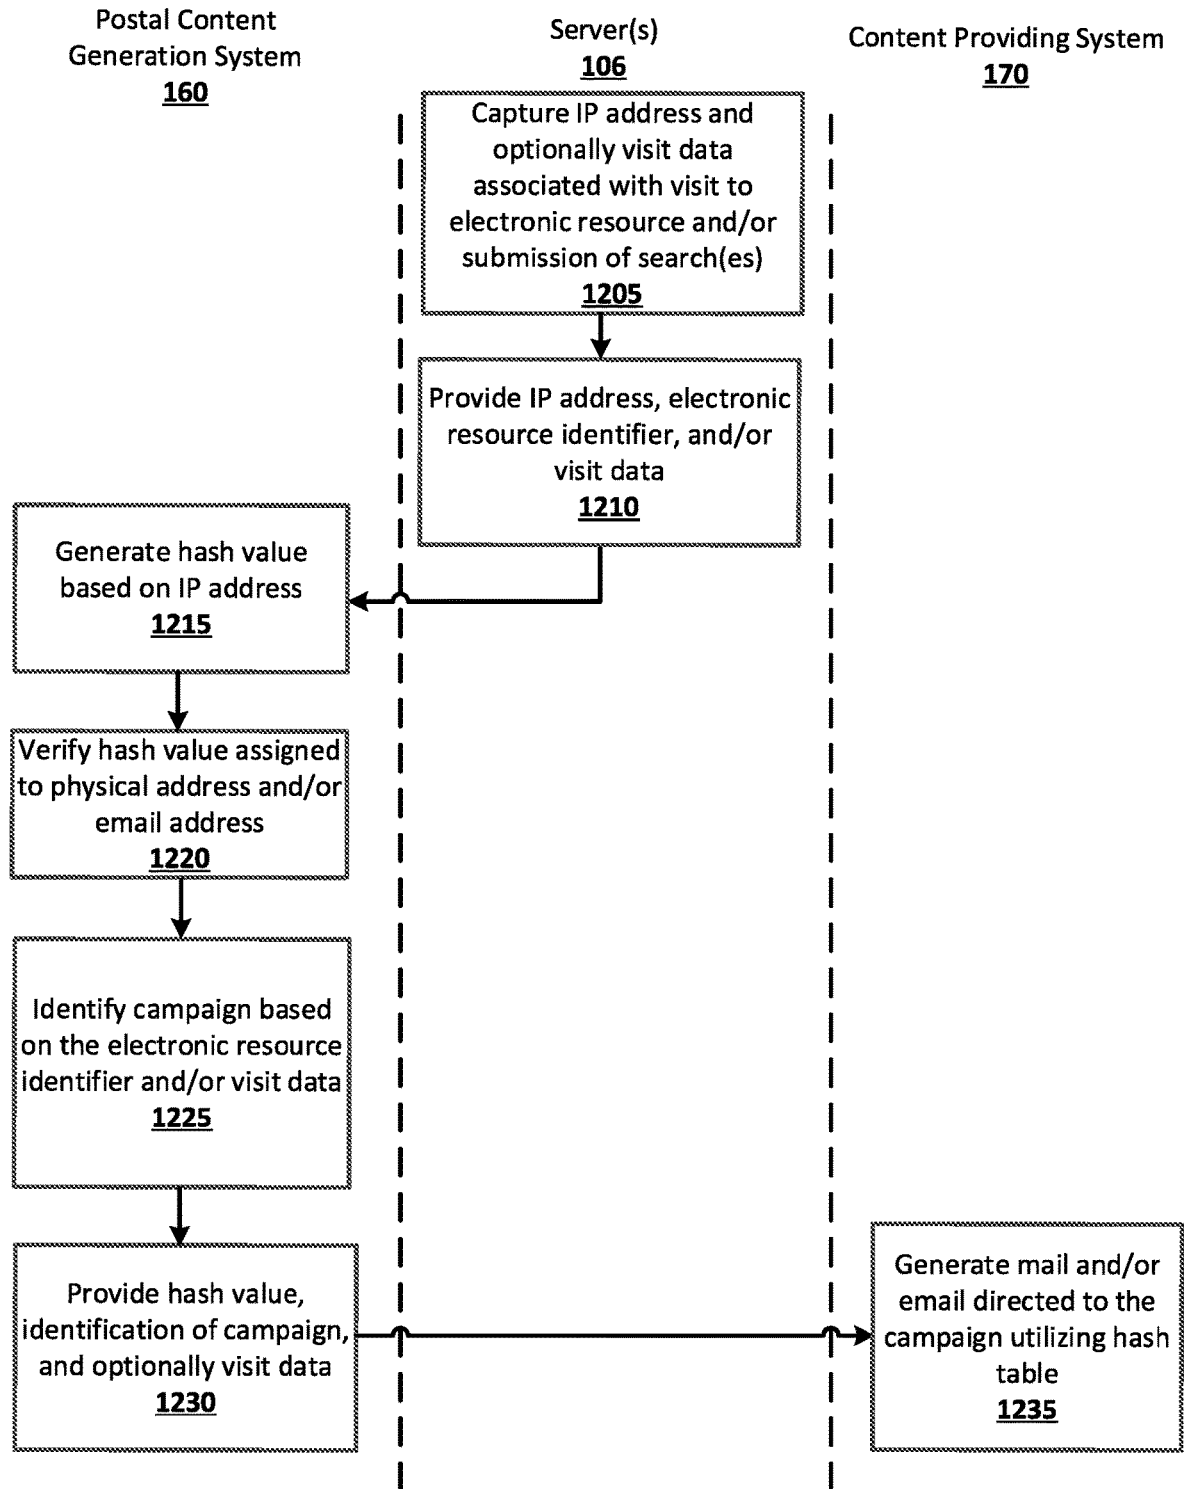 Postal Content
Generation System
160
Server(s)
106
Content Providing System
170
Capture IP address and
optionally visit data
associated with visit to
electronic resource and/or
submission of search(es)
1205
Provide IP address, electronic
resource identifier, and/or
visit data
1210
Generate hash value
based on IP address
1215
Verify hash value assigned
to physical address and/or
email address
1220
Identify campaign based
on the electronic resource
identifier and/or visit data
1225
Provide hash value,
identification of campaign,
and optionally visit data
1230
Generate mail and/or
email directed to the
campaign utilizing hash
table
1235